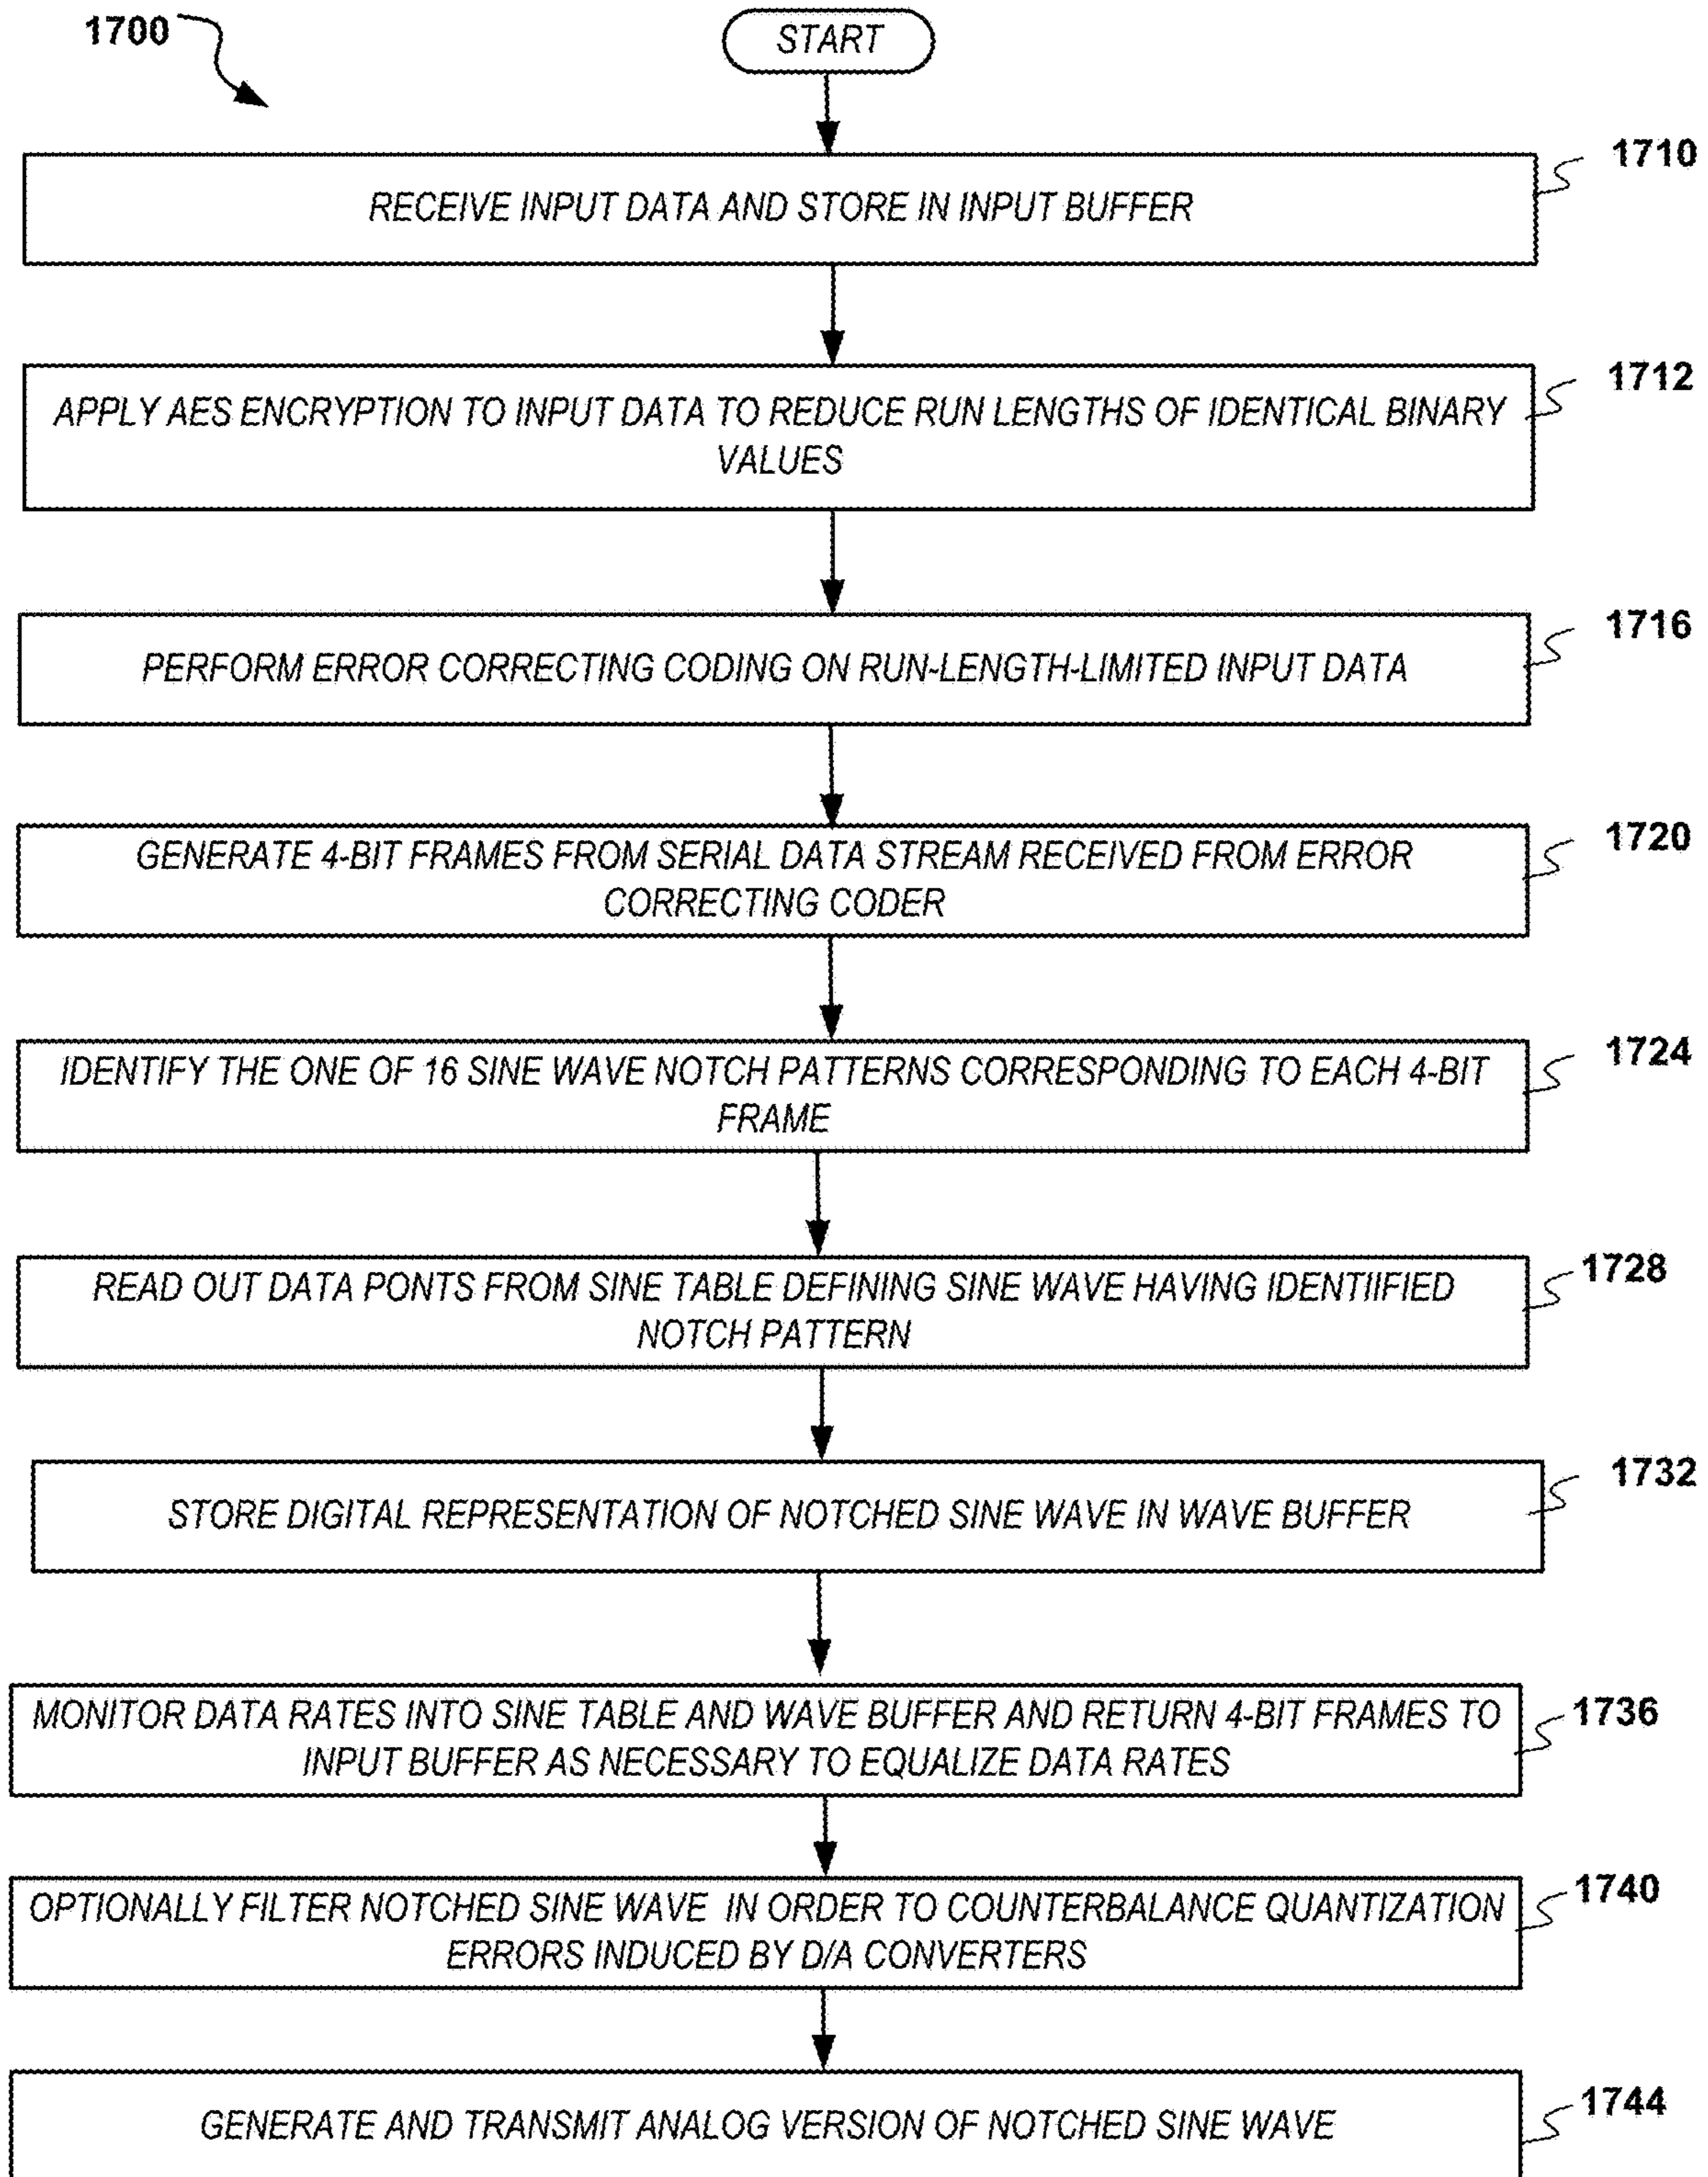 1700
START
1710
RECEIVE INPUT DATA AND STORE IN INPUT BUFFER
1712
APPLY AES ENCRYPTION TO INPUT DATA TO REDUCE RUN LENGTHS OF IDENTICAL BINARY
VALUES
1716
PERFORM ERROR CORRECTING CODING ON RUN-LENGTH-LIMITED INPUT DATA
1720
GENERATE 4-BIT FRAMES FROM SERIAL DATA STREAM RECEIVED FROM ERROR
CORRECTING CODER
1724
IDENTIFY THE ONE OF 16 SINE WAVE NOTCH PATTERNS CORRESPONDING TO EACH 4-BIT
FRAME
1728
READ OUT DATA PONTS FROM SINE TABLE DEFINING SINE WAVE HAVING IDENTIIFIED
NOTCH PATTERN
1732
STORE DIGITAL REPRESENTATION OF NOTCHED SINE WAVE IN WAVE BUFFER
1736
MONITOR DATA RATES INTO SINE TABLE AND WAVE BUFFER AND RETURN 4-BIT FRAMES TO
INPUT BUFFER AS NECESSARY TO EQUALIZE DATA RATES
1740
OPTIONALLY FILTER NOTCHED SINE WAVE IN ORDER TO COUNTERBALANCE QUANTIZATION
ERRORS INDUCED BY D/A CONVERTERS
1744
GENERATE AND TRANSMIT ANALOG VERSION OF NOTCHED SINE WAVE